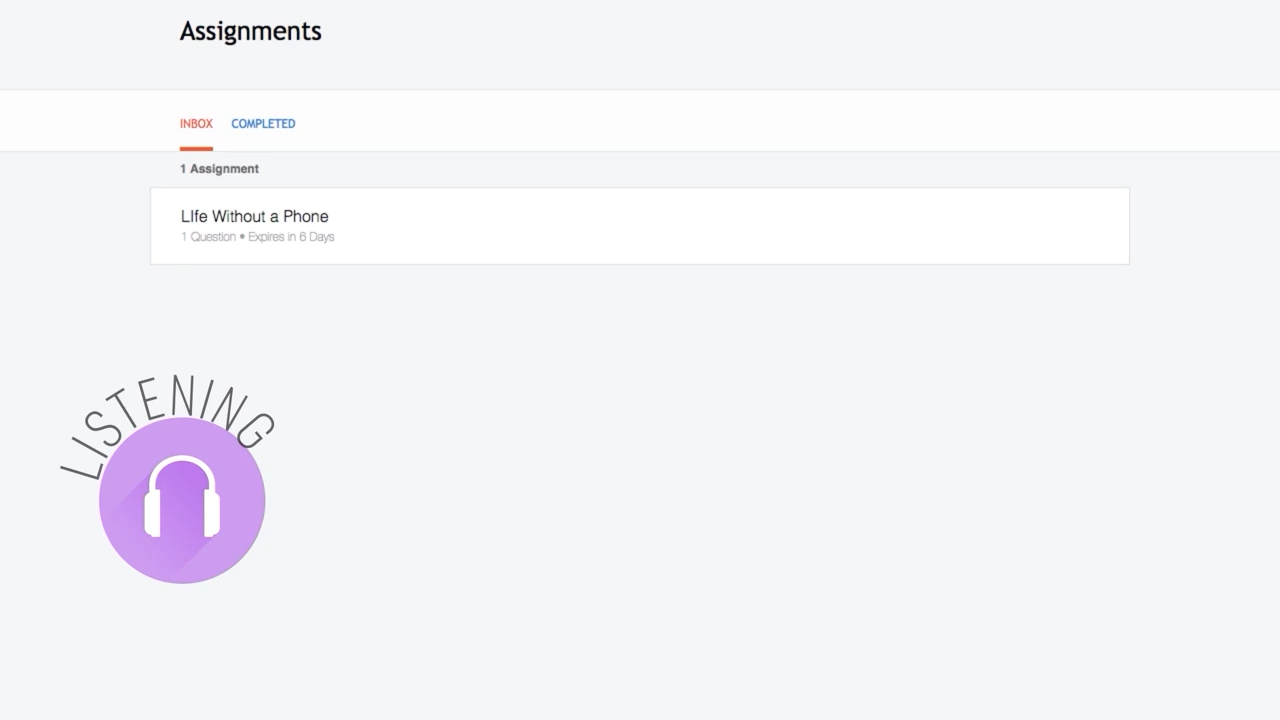 Assignments
INBOX COMPLETED
1 Assignment
LIfe Without a Phone
1 Question • Expires in 6 Days
LISTENING